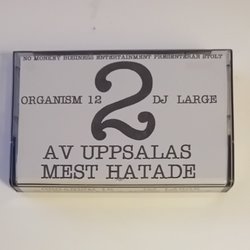 NO MONKEY BUSINESS ENTERTAINMENT PRESENTERAR STOLT
ORGANISM 12 2 DJ LARGE
AV UPPSALAS
MEST HATADE